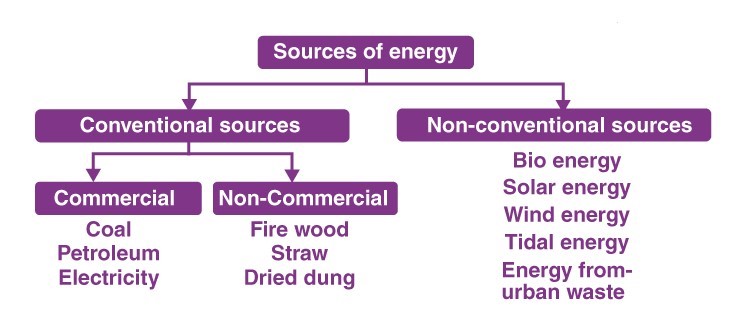 Sources of energy
Conventional sources
Non-conventional sources
Commercial
Coal
Petroleum
Electricity
Non-Commercial
Fire wood
Straw
Dried dung
Bio energy
Solar energy
Wind energy
Tidal energy
Energy from-
urban waste